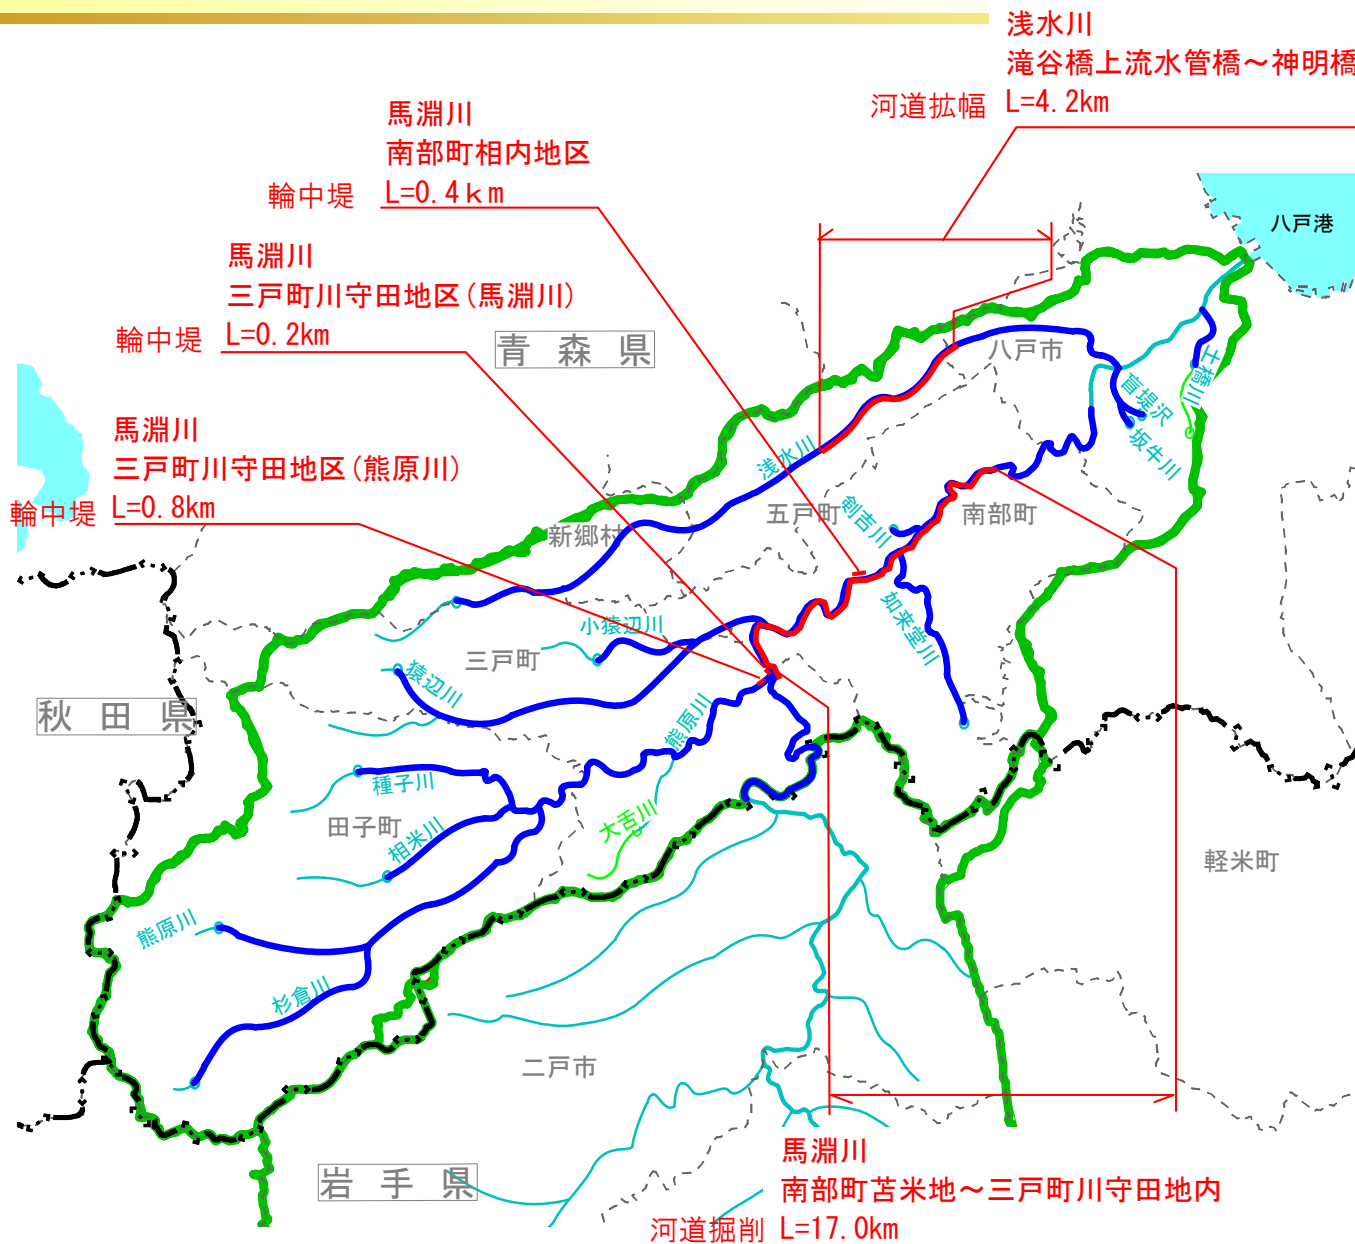 浅水川
滝谷橋上流水管橋～神明橋
河道拡幅 L=4.2km
馬淵川
南部町相内地区
輪中堤 L=0.4km
馬淵川
三戸町川守田地区(馬淵川)
輪中堤 L=0.2km
馬淵川
三戸町川守田地区(熊原川)
輪中堤 L=0.8km
八戸港
青森県
八戸市
土橋川
盲堤沢
坂牛川
浅水川
五戸町
剣吉川
南部町
新郷村
如来堂川
小猿辺川
三戸町
猿辺川
秋田県
熊原川
種子川
田子町
相米川
大舌川
軽米町
熊原川
杉倉川
二戸市
岩手県
馬淵川
南部町苫米地～三戸町川守田地内
河道掘削 L=17.0km